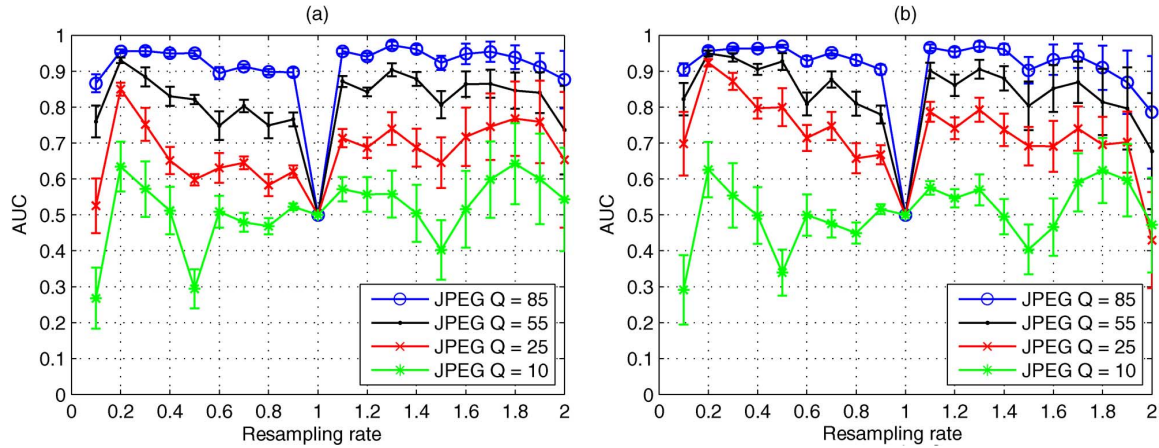 (a)
1
0.9
0.8
0.7
0.6
0.5
0.4
0.3
0.2
0.1
0
AUC
0 0.2 0.4 0.6 0.8 1 1.2 1.4 1.6 1.8 2
Resampling rate
JPEG Q = 85
JPEG Q = 55
JPEG Q = 25
JPEG Q = 10
(b)
1
0.9
0.8
0.7
0.6
0.5
0.4
0.3
0.2
0.1
0
AUC
0 0.2 0.4 0.6 0.8 1 1.2 1.4 1.6 1.8 2
Resampling rate
JPEG Q = 85
JPEG Q = 55
JPEG Q = 25
JPEG Q = 10